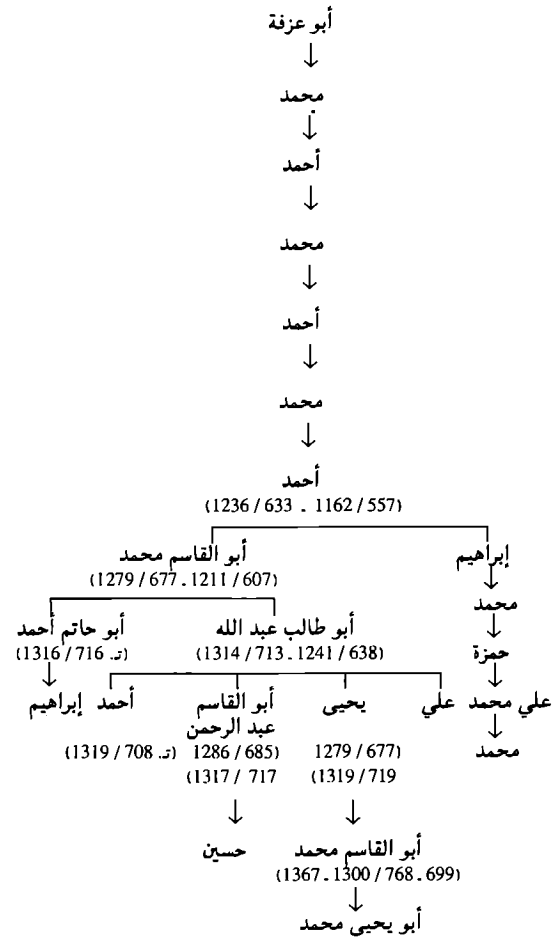 أبو عزفة
↓
محمد
↓
أحمد
↓
محمد
↓
أحمد
↓
محمد
↓
أحمد
(557 / 1162 ـ 633 / 1236)
إبراهيم أبو القاسم محمد
(607 / 1211 ـ 677 / 1279)
↓
محمد
↓
أبو طالب عبد الله أبو حاتم أحمد
حمزة (638 / 1241 ـ 713 / 1314) (تـ 716 / 1316)
↓ ↓
علي محمد علي يحيى أبو القاسم أحمد إبراهيم
↓ عبد الرحمن
محمد (677 / 1279 (685 / 1286 (تـ 708 / 1319)
719 / 1319) 717 / 1317)
↓ ↓
أبو القاسم محمد حسين
(699 ـ 768 / 1300 ـ 1367)
↓
أبو يحيى محمد